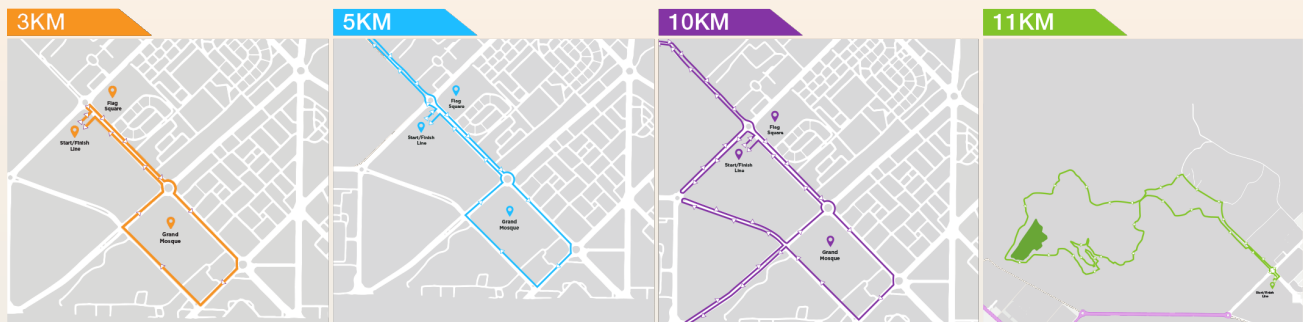 3KM
Flag
Square
Start/Finish
Line
Grand
Mosque
5KM
Flag
Square
Start/Finish
Line
Grand
Mosque
10KM
Flag
Square
Start/Finish
Line
Grand
Mosque
11KM
Start/Finish
Line